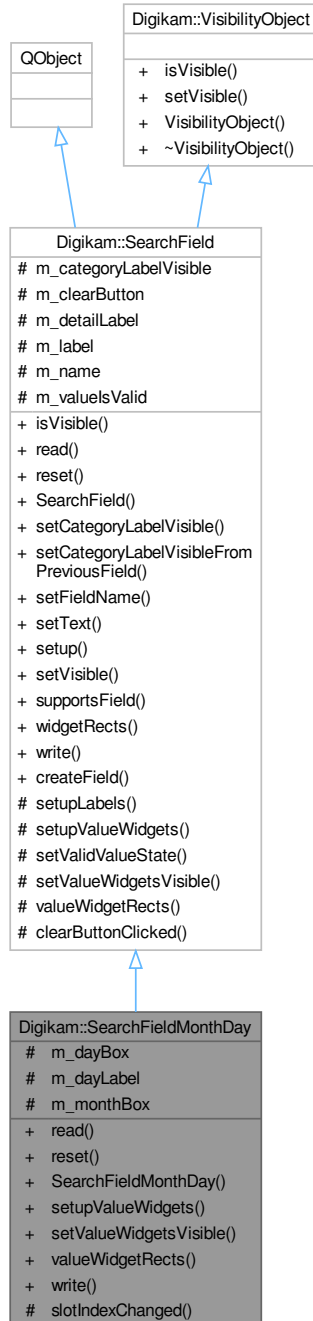 Digikam::VisibilityObject
+ isVisible()
+ setVisible()
+ VisibilityObject()
+ ~VisibilityObject()
QObject
Digikam::SearchField
# m_categoryLabelVisible
# m_clearButton
# m_detailLabel
# m_label
# m_name
# m_valueIsValid
+ isVisible()
+ read()
+ reset()
+ SearchField()
+ setCategoryLabelVisible()
+ setCategoryLabelVisibleFrom
PreviousField()
+ setFieldName()
+ setText()
+ setup()
+ setVisible()
+ supportsField()
+ widgetRects()
+ write()
+ createField()
# setupLabels()
# setupValueWidgets()
# setValidValueState()
# setValueWidgetsVisible()
# valueWidgetRects()
# clearButtonClicked()
Digikam::SearchFieldMonthDay
# m_dayBox
# m_dayLabel
# m_monthBox
+ read()
+ reset()
+ SearchFieldMonthDay()
+ setupValueWidgets()
+ setValueWidgetsVisible()
+ valueWidgetRects()
+ write()
# slotIndexChanged()